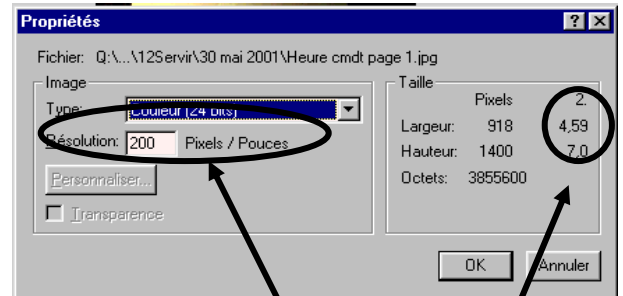 Propriétés
Fichier: Q:\...\12Servir\30 mai 2001\Heure cmdt page 1.jpg
Image
Type: Couleur (24 bits)
Résolution: 200 Pixels / Pouces
Personnaliser...
Transparence
Taille
Pixels 2.
Largeur: 918 4,59
Hauteur: 1400 7,0
Octets: 3855600
OK Annuler